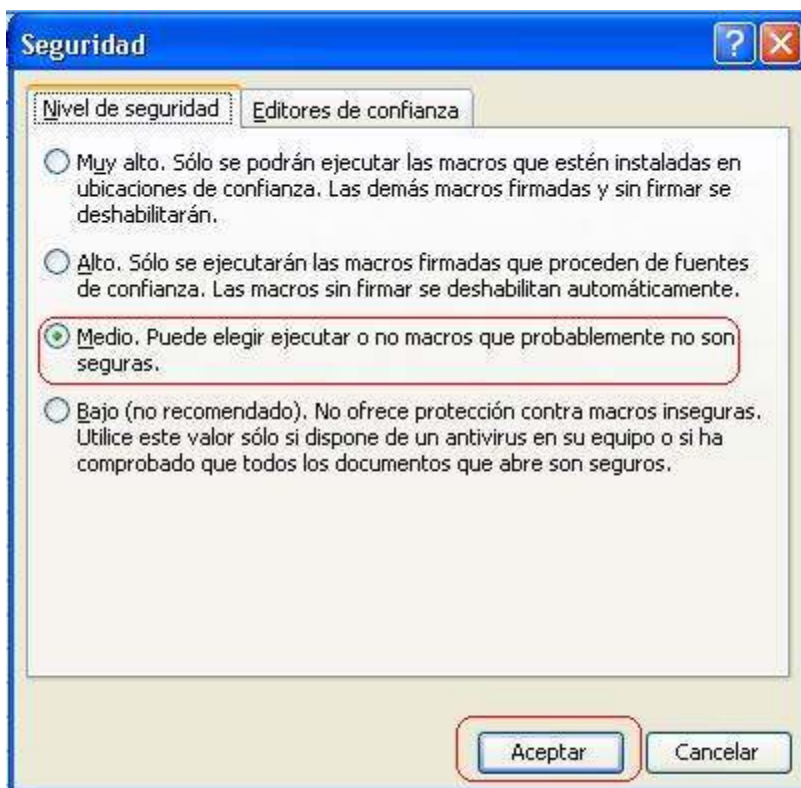 Seguridad
Nivel de seguridad
Editores de confianza
Muy alto. Sólo se podrán ejecutar las macros que estén instaladas en
ubicaciones de confianza. Las demás macros firmadas y sin firmar se
deshabilitarán.
Alto. Sólo se ejecutarán las macros firmadas que proceden de fuentes
de confianza. Las macros sin firmar se deshabilitan automáticamente.
Medio. Puede elegir ejecutar o no macros que probablemente no son
seguras.
Bajo (no recomendado). No ofrece protección contra macros inseguras.
Utilice este valor sólo si dispone de un antivirus en su equipo o si ha
comprobado que todos los documentos que abre son seguros.
Aceptar
Cancelar